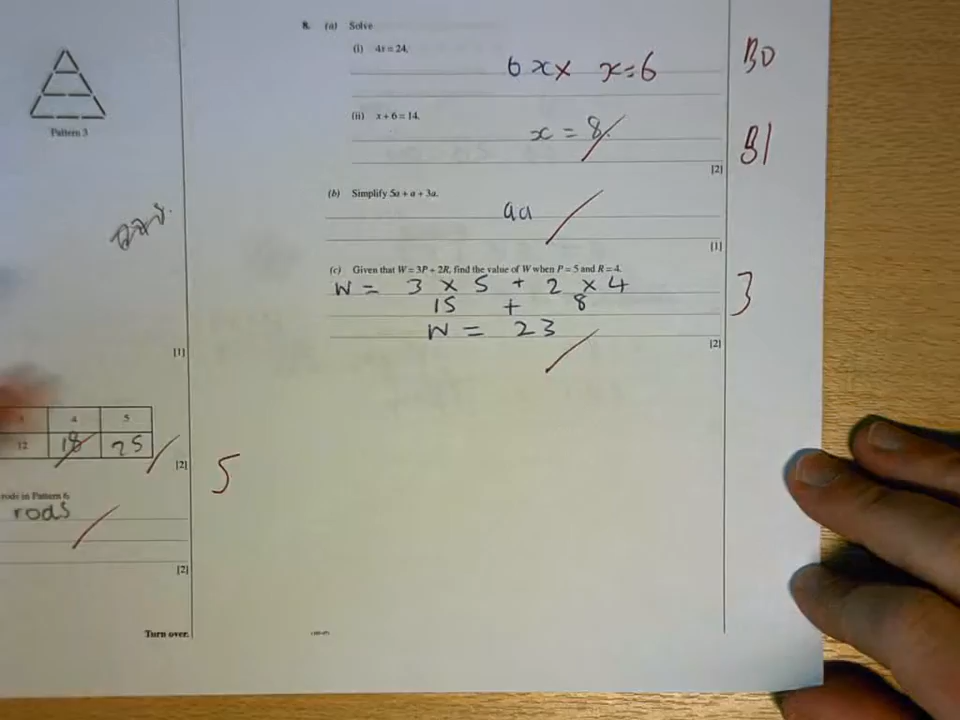 Pattern 3
[1]
4 5
12 18 25
[2]
5
rods in Pattern 6.
rods
[2]
Turn over.
8. (a) Solve
(i) 4x = 24,
6 x x x = 6
B0
(ii) x + 6 = 14.
x = 8
B1
[2]
(b) Simplify 5a + a + 3a.
9a
[1]
(c) Given that W = 3P + 2R, find the value of W when P = 5 and R = 4.
W = 3 × 5 + 2 × 4
15 + 8
W = 23
[2]
3